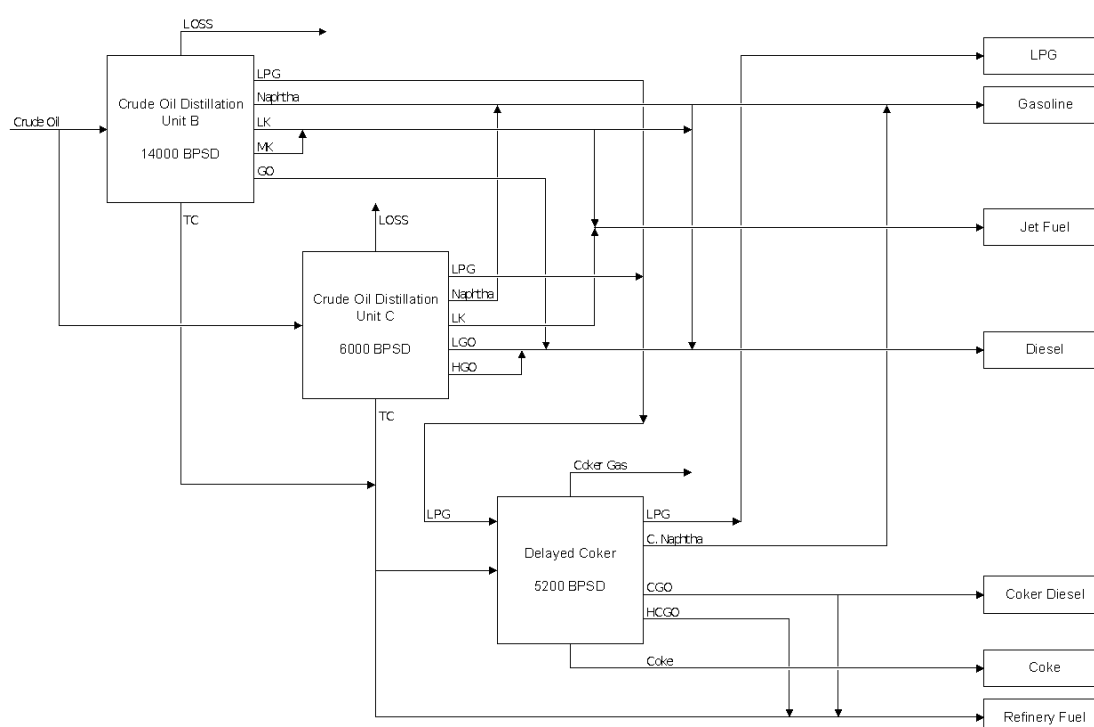 LOSS
LPG
LPG
Crude Oil Distillation
Unit B
14000 BPSD
Naphtha
Gasoline
Crude Oil
LK
MK
GO
TC
LOSS
Jet Fuel
Crude Oil Distillation
Unit C
6000 BPSD
LPG
Naphtha
LK
LGO
Diesel
HGO
TC
Coker Gas
LPG
LPG
Delayed Coker
5200 BPSD
C. Naphtha
CGO
Coker Diesel
HCGO
Coke
Coke
Refinery Fuel